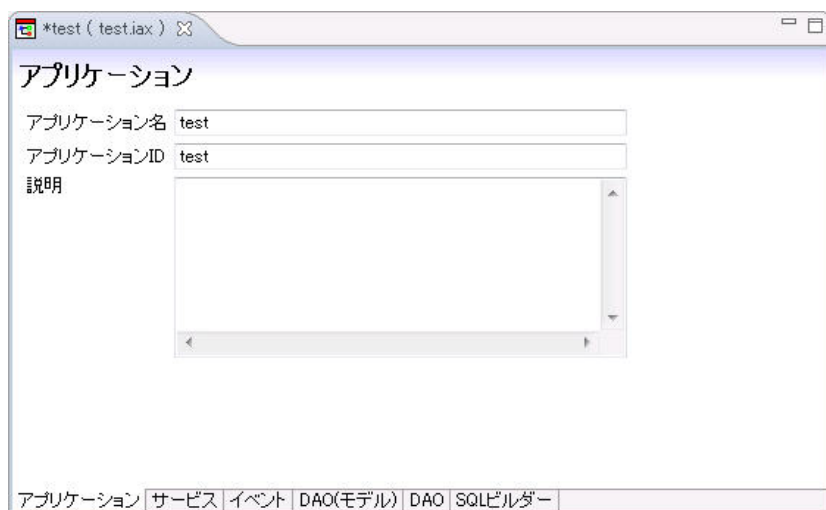 *test ( test.iax )
アプリケーション
アプリケーション名 test
アプリケーションID test
説明
アプリケーション サービス イベント DAO(モデル) DAO SQLビルダー